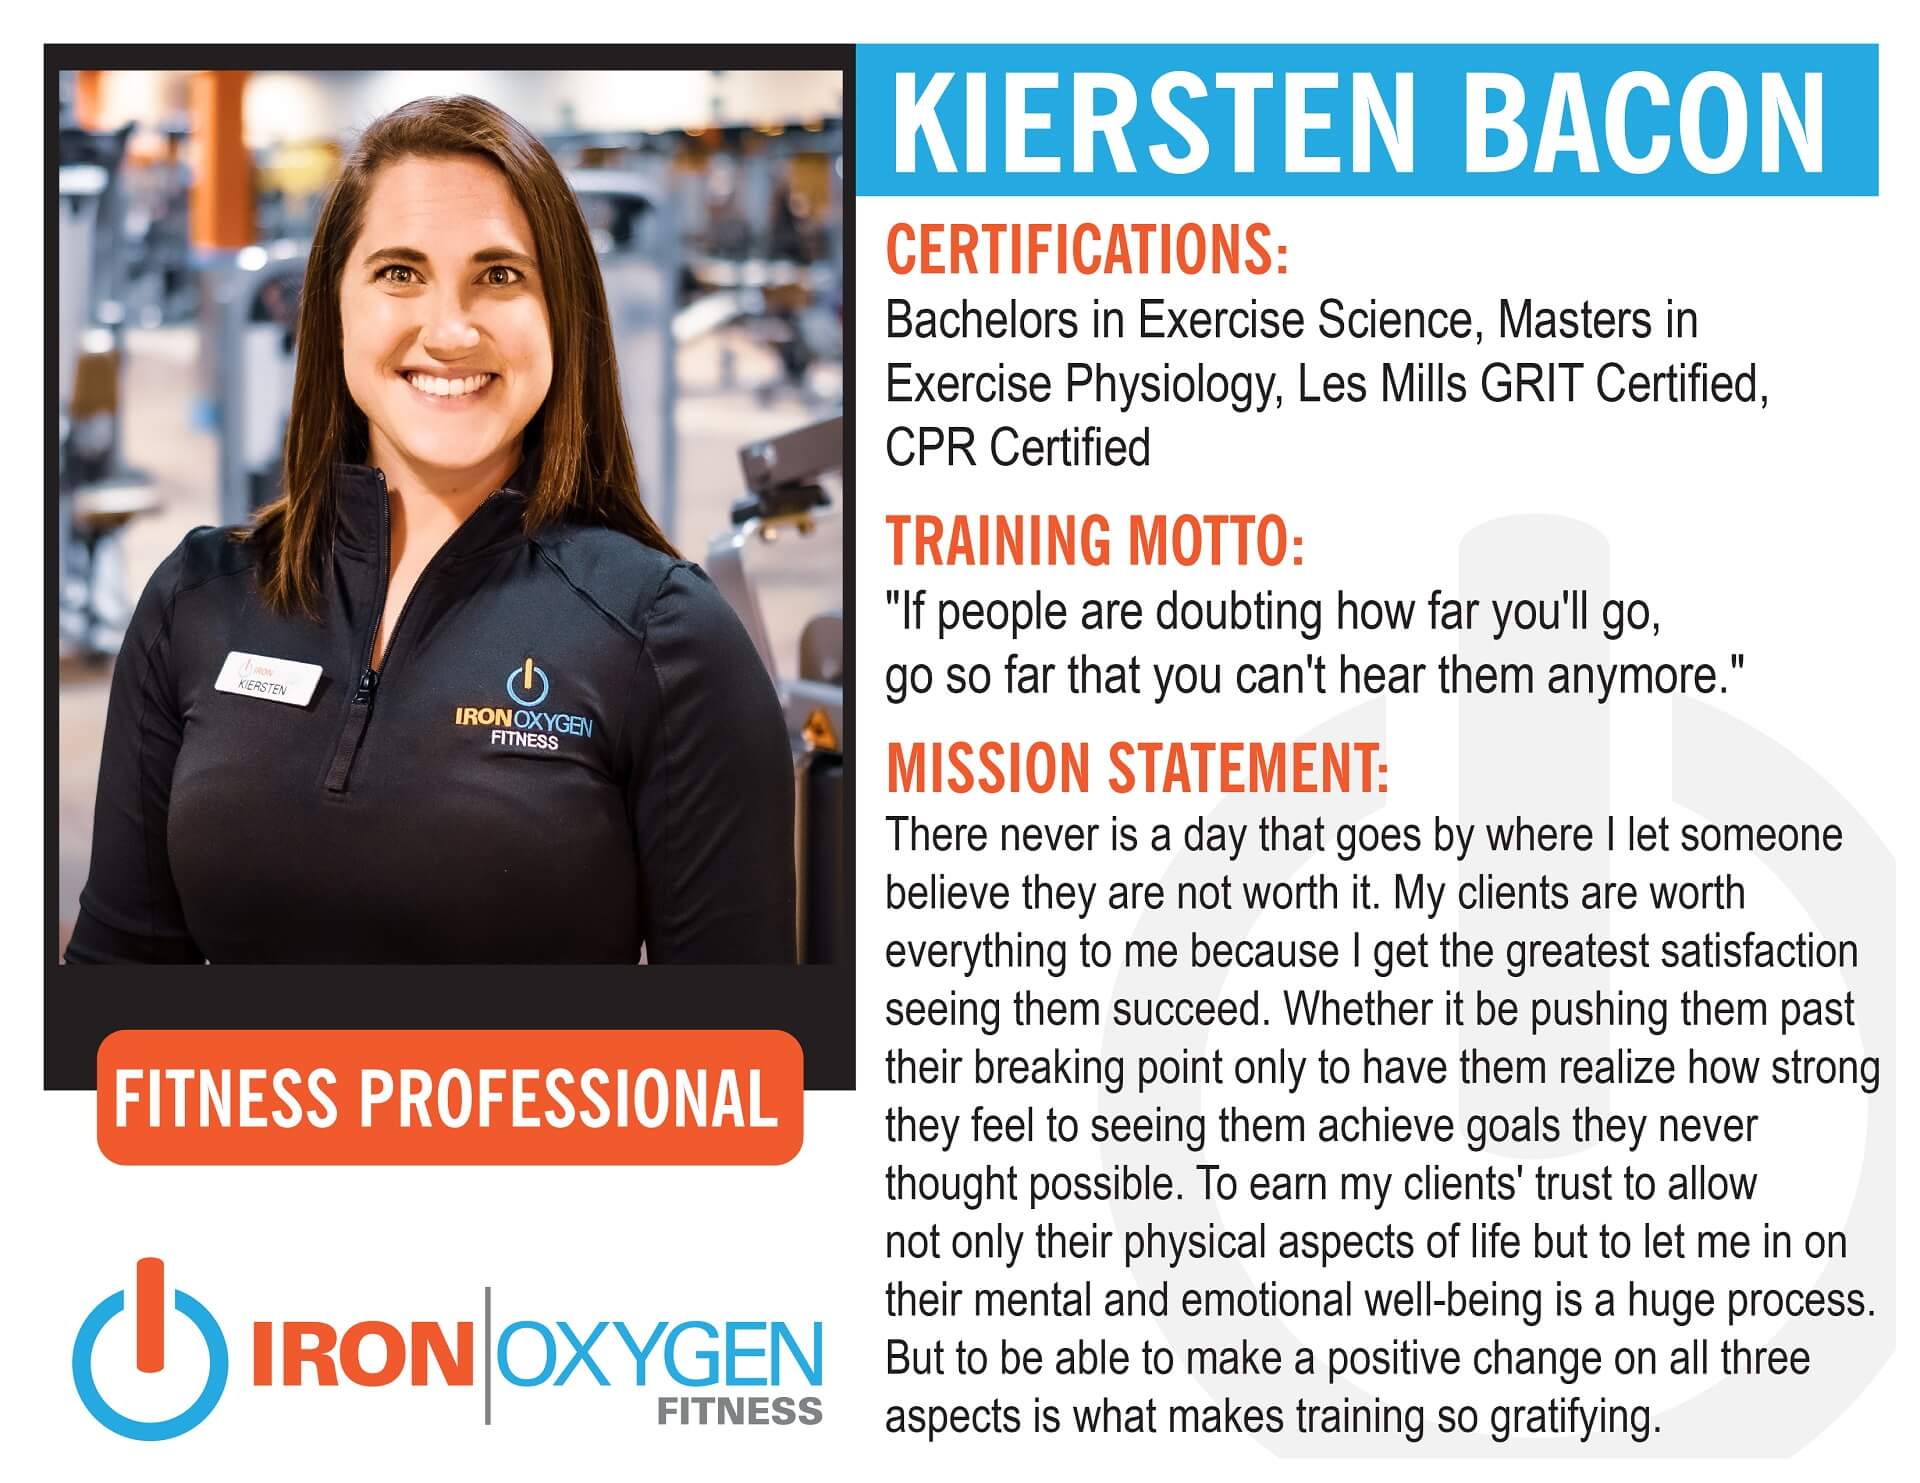 KIERSTEN BACON
CERTIFICATIONS:
Bachelors in Exercise Science, Masters in
Exercise Physiology, Les Mills GRIT Certified,
CPR Certified
TRAINING MOTTO:
"If people are doubting how far you'll go,
go so far that you can't hear them anymore."
MISSION STATEMENT:
There never is a day that goes by where I let someone
believe they are not worth it. My clients are worth
everything to me because I get the greatest satisfaction
seeing them succeed. Whether it be pushing them past
their breaking point only to have them realize how strong
they feel to seeing them achieve goals they never
thought possible. To earn my clients' trust to allow
not only their physical aspects of life but to let me in on
their mental and emotional well-being is a huge process.
But to be able to make a positive change on all three
aspects is what makes training so gratifying.
IRON
KIERSTEN
IRONOXYGEN
FITNESS
FITNESS PROFESSIONAL
IRON OXYGEN
FITNESS